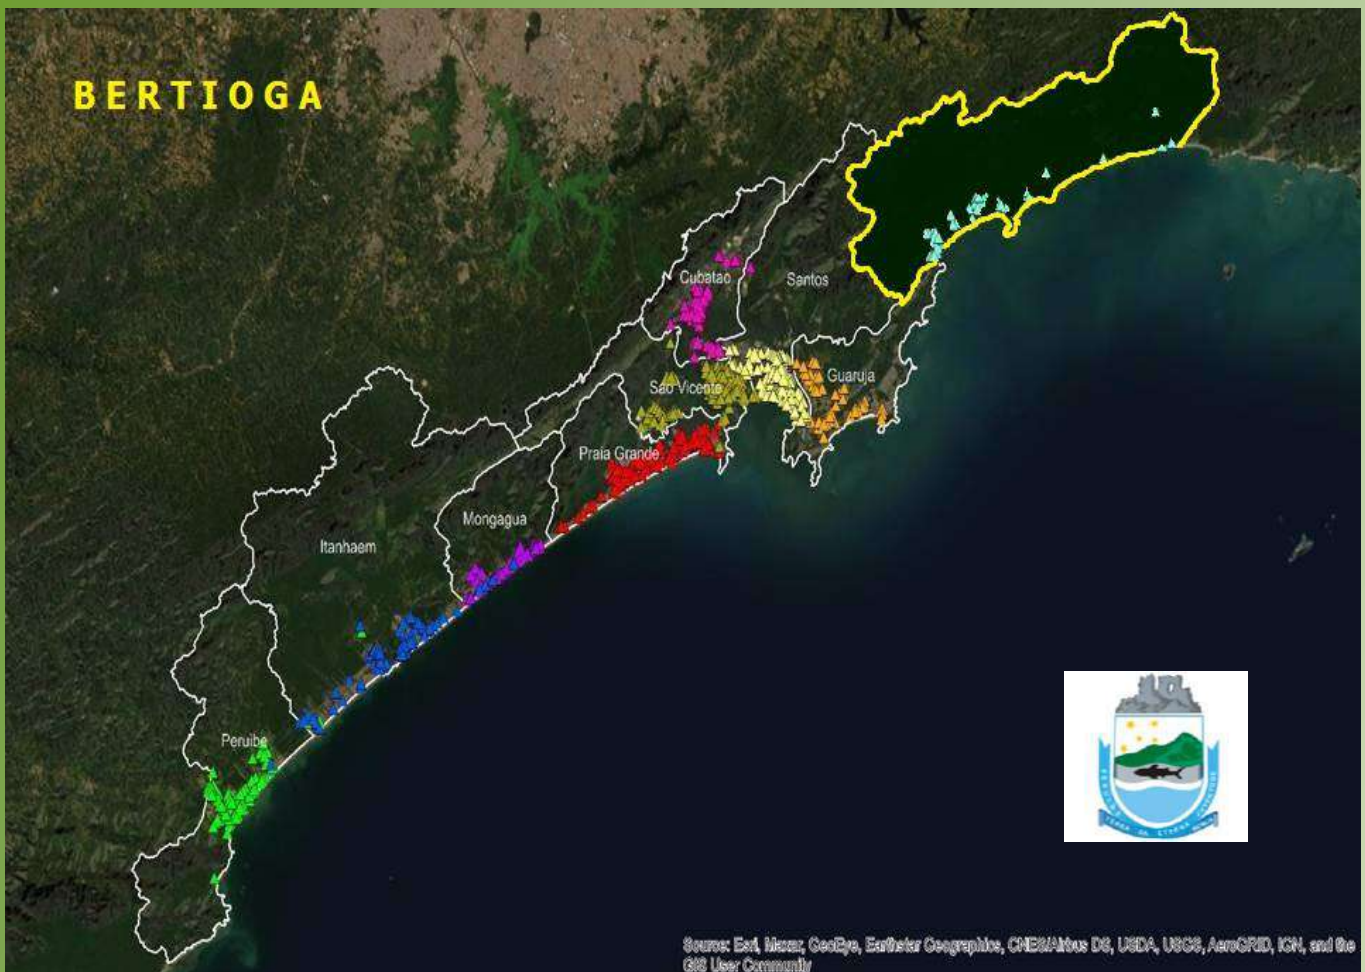 BERTIOGA
Cubatao
Santos
Sao Vicente
Guaruja
Praia Grande
Mongagua
Itanhaem
Peruibe
Source: Esri, Maxar, GeoEye, Earthstar Geographics, CNES/Airbus DS, USDA, USGS, AeroGRID, IGN, and the
GIS User Community